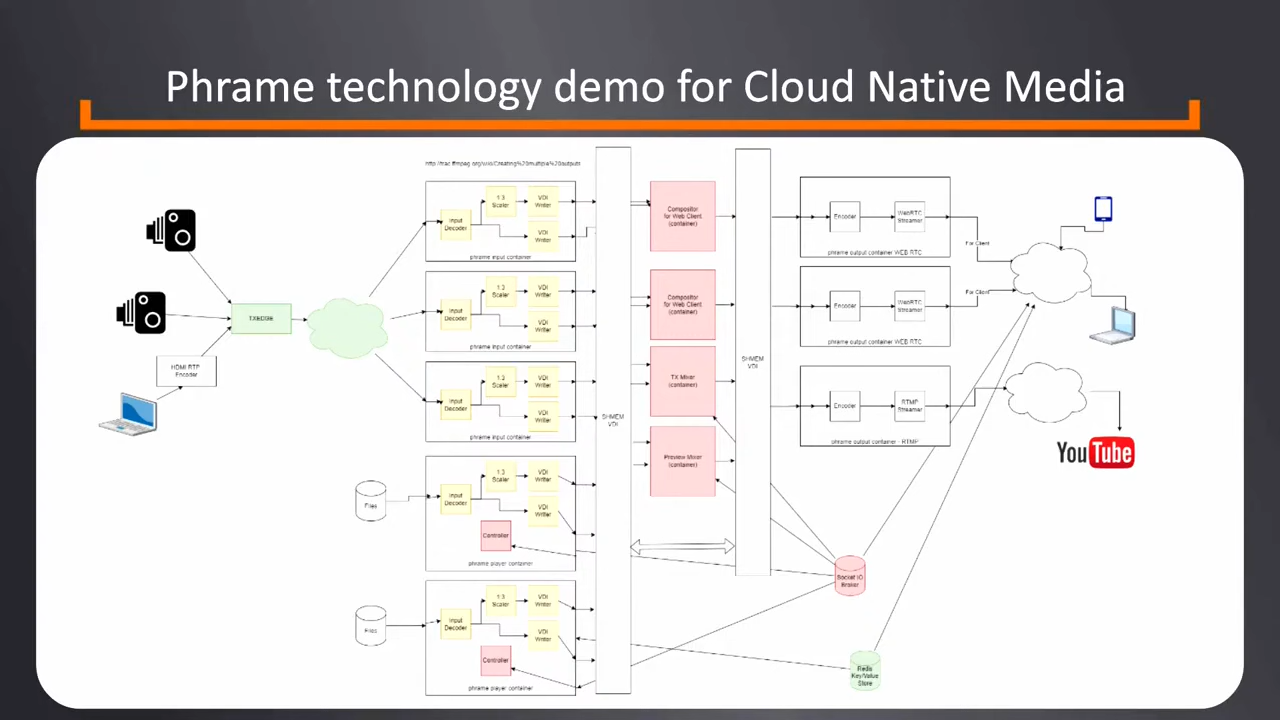 Phrame technology demo for Cloud Native Media
TXEDGE
HDMI RTP
Encoder
Input
Decoder
1:3
Scaler
VDI
Writer
VDI
Writer
phrame input container
Input
Decoder
1:3
Scaler
VDI
Writer
VDI
Writer
phrame input container
Input
Decoder
1:3
Scaler
VDI
Writer
VDI
Writer
phrame input container
Files
Input
Decoder
1:3
Scaler
VDI
Writer
VDI
Writer
Controller
phrame player container
Files
Input
Decoder
1:3
Scaler
VDI
Writer
VDI
Writer
Controller
phrame player container
SHMEM
VDI
Compositor
for Web Client
(container)
Compositor
for Web Client
(container)
TX Mixer
(container)
Preview Mixer
(container)
SHMEM
VDI
Encoder
WebRTC
Streamer
phrame output container WEB RTC
Encoder
WebRTC
Streamer
phrame output container WEB RTC
Encoder
RTMP
Streamer
phrame output container - RTMP
For Client
For Client
YouTube
Socket IO
Broker
Redis
Key/Value
Store